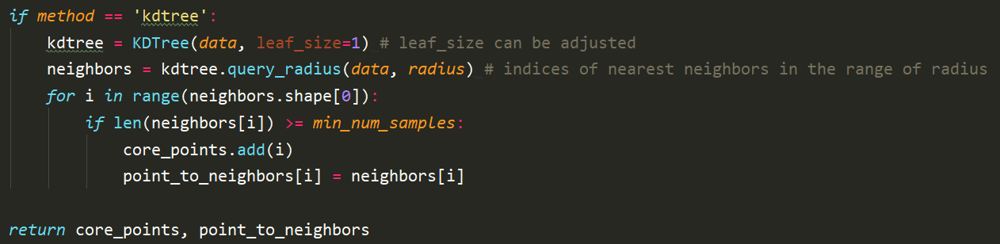 if method == 'kdtree':
    kdtree = KDTree(data, leaf_size=1) # leaf_size can be adjusted
    neighbors = kdtree.query_radius(data, radius) # indices of nearest neighbors in the range of radius
    for i in range(neighbors.shape[0]):
        if len(neighbors[i]) >= min_num_samples:
            core_points.add(i)
            point_to_neighbors[i] = neighbors[i]
return core_points, point_to_neighbors